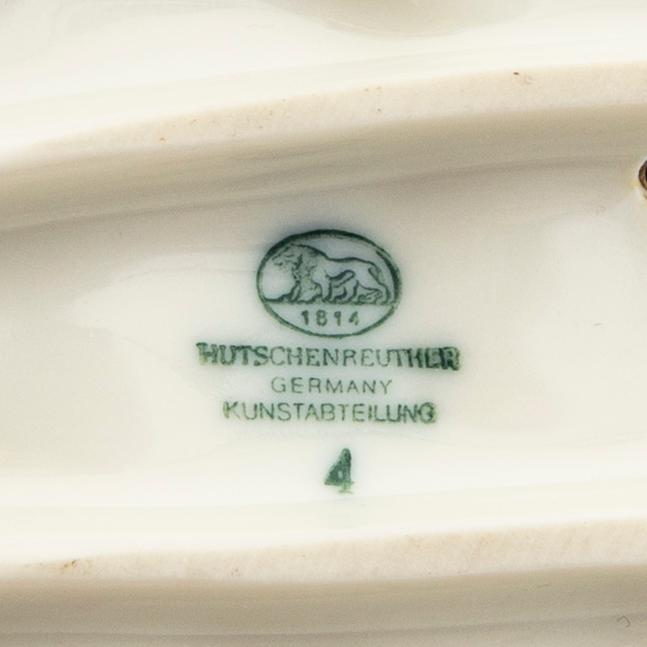 1814
HUTSCHENREUTHER
GERMANY
KUNSTABTEILUNG
4